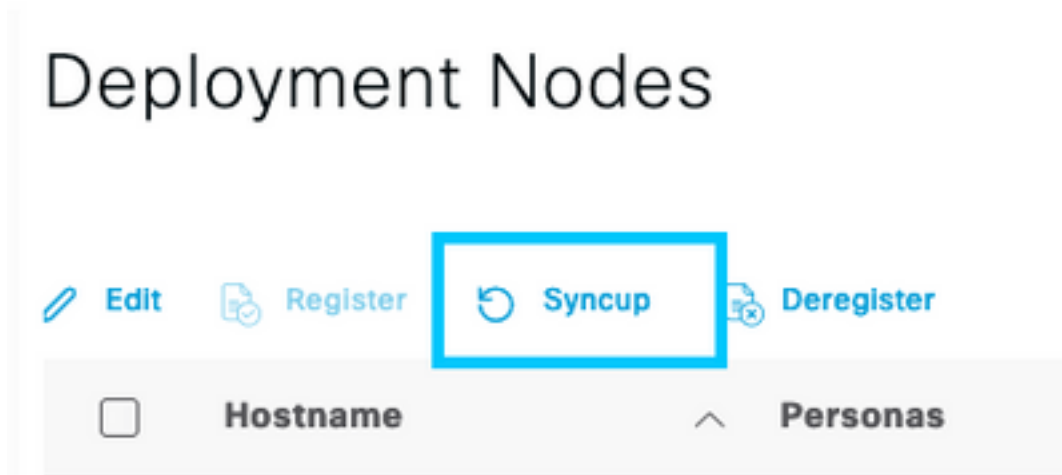 Deployment Nodes
Edit Register Syncup Deregister
Hostname Personas